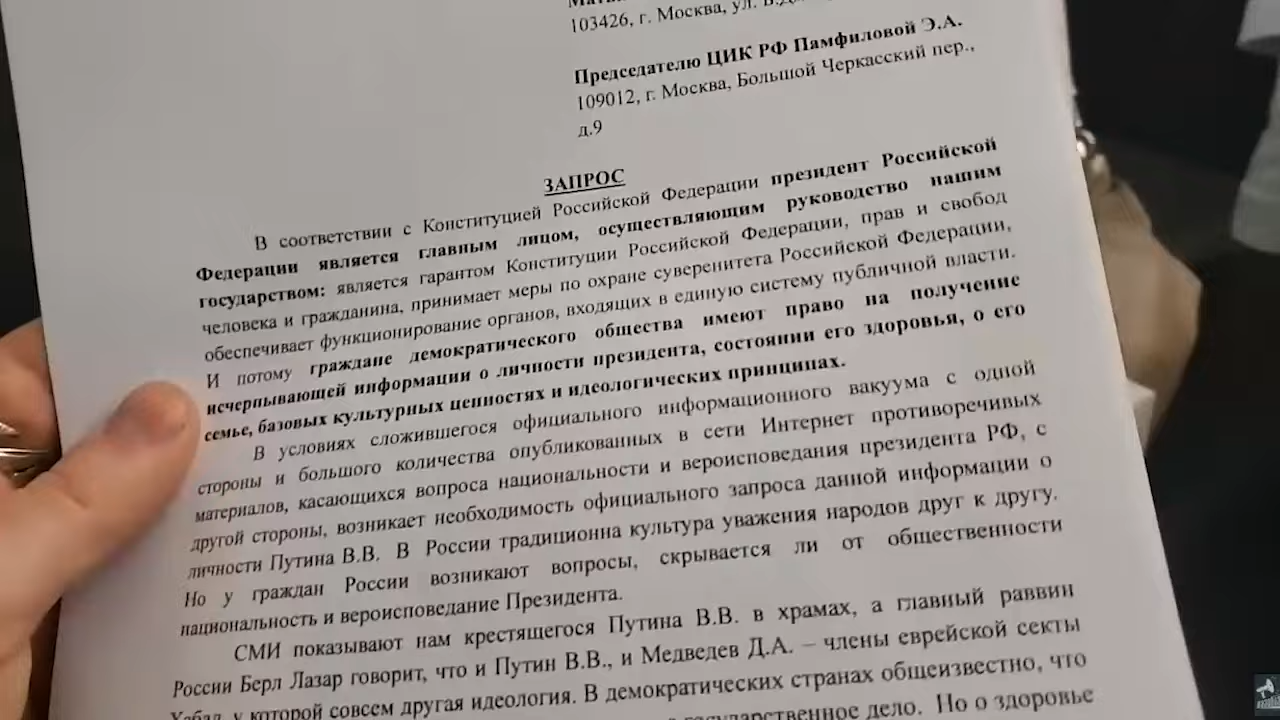 103426, г. Москва, ул.
Председателю ЦИК РФ Памфиловой Э.А.
109012, г. Москва, Большой Черкасский пер.,
д.9
ЗАПРОС
В соответствии с Конституцией Российской Федерации президент Российской
Федерации является главным лицом, осуществляющим руководство нашим
государством: является гарантом Конституции Российской Федерации, прав и свобод
человека и гражданина, принимает меры по охране суверенитета Российской Федерации,
обеспечивает функционирование органов, входящих в единую систему публичной власти.
И потому граждане демократического общества имеют право на получение
исчерпывающей информации о личности президента, состоянии его здоровья, о его
семье, базовых культурных ценностях и идеологических принципах.
В условиях сложившегося официального информационного вакуума с одной
стороны и большого количества опубликованных в сети Интернет противоречивых
материалов, касающихся вопроса национальности и вероисповедания президента РФ, с
другой стороны, возникает необходимость официального запроса данной информации о
личности Путина В.В. В России традиционна культура уважения народов друг к другу.
Но у граждан России возникают вопросы, скрывается ли от общественности
национальность и вероисповедание Президента.
СМИ показывают нам крестящегося Путина В.В. в храмах, а главный раввин
России Берл Лазар говорит, что и Путин В.В., и Медведев Д.А. – члены еврейской секты
Хабад, у которой совсем другая идеология. В демократических странах общеизвестно, что
государственное дело. Но о здоровье